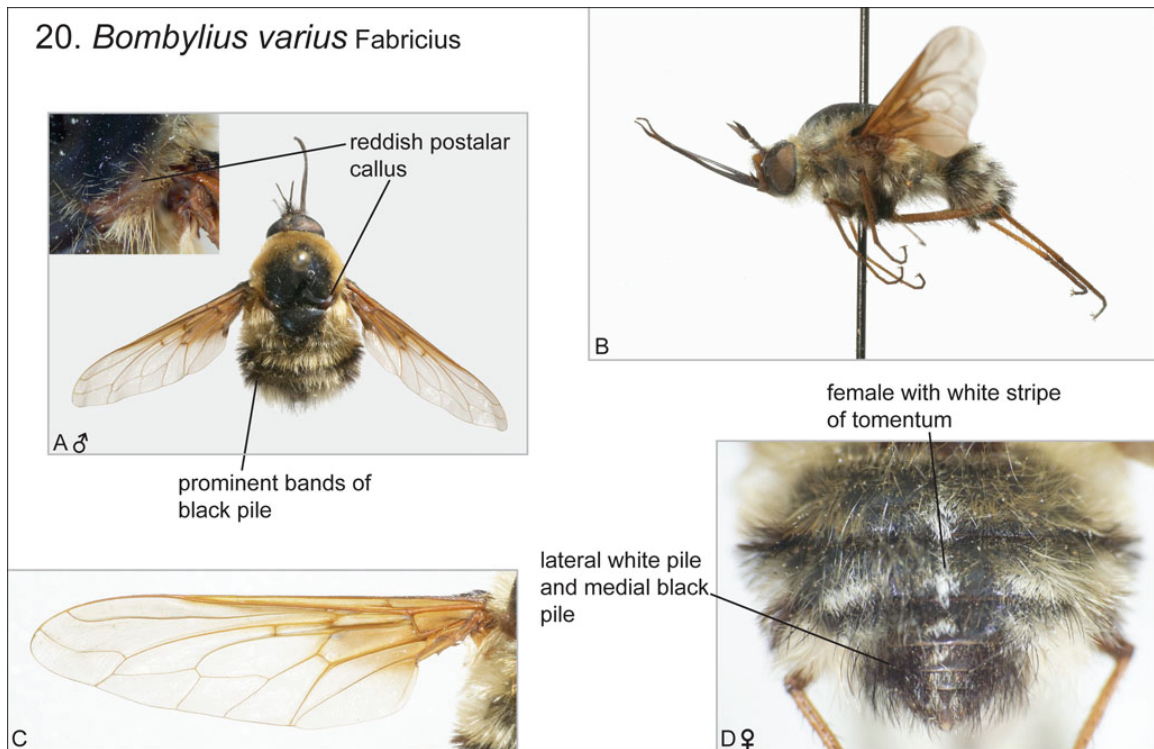 20. Bombylius varius Fabricius
reddish postalar
callus
A ♂
prominent bands of
black pile
B
female with white stripe
of tomentum
lateral white pile
and medial black
pile
C
D ♀